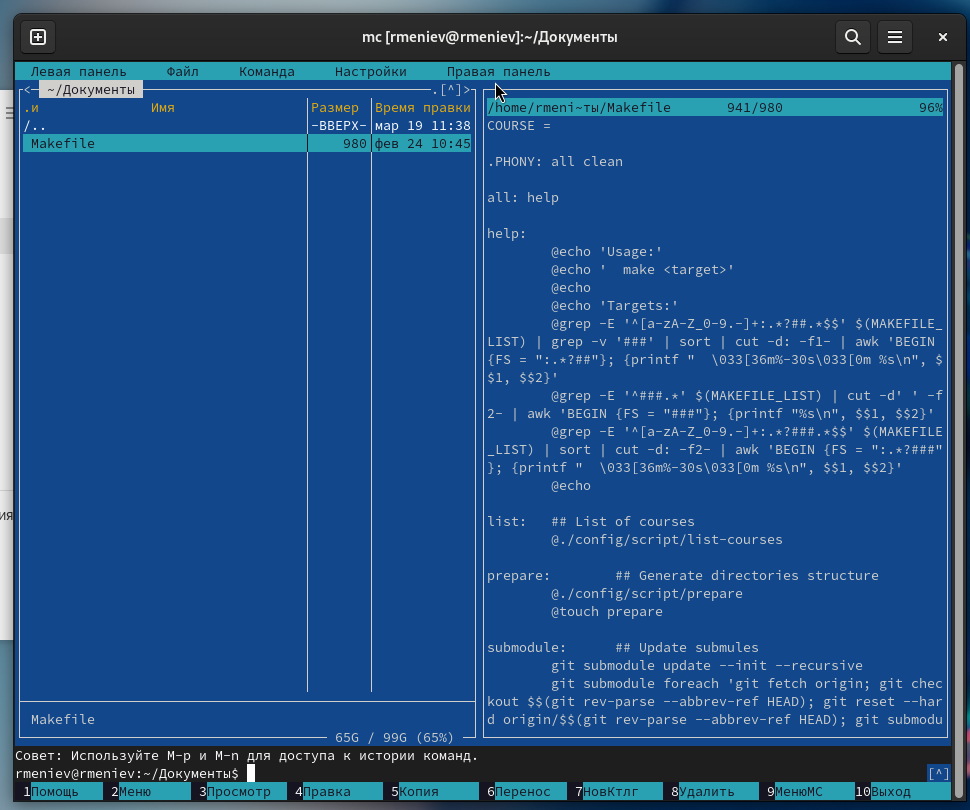 mc [rmeniev@rmeniev]:~/Документы
Левая панель Файл Команда Настройки Правая панель
<─ ~/Документы .[^]>
.и Имя Размер Время правки
/.. -ВВЕРХ- мар 19 11:38
Makefile 980 фев 24 10:45
Makefile
65G / 99G (65%)
/home/rmeni~ты/Makefile 941/980 96%
COURSE =
.PHONY: all clean
all: help
help:
@echo 'Usage:'
@echo '  make <target>'
@echo
@echo 'Targets:'
@grep -E '^[a-zA-Z_0-9.-]+:.*?##.*$$' $(MAKEFILE_
LIST) | grep -v '###' | sort | cut -d: -f1- | awk 'BEGIN
{FS = ":.*?##"}; {printf "  \033[36m%-30s\033[0m %s\n", $
$1, $$2}'
@grep -E '^###.*' $(MAKEFILE_LIST) | cut -d' ' -f
2- | awk 'BEGIN {FS = "###"}; {printf "%s\n", $$1, $$2}'
@grep -E '^[a-zA-Z_0-9.-]+:.*?###.*$$' $(MAKEFILE
_LIST) | sort | cut -d: -f2- | awk 'BEGIN {FS = ":.*?###"
}; {printf "  \033[36m%-30s\033[0m %s\n", $$1, $$2}'
@echo
list:   ## List of courses
@./config/script/list-courses
prepare:        ## Generate directories structure
@./config/script/prepare
@touch prepare
submodule:      ## Update submules
git submodule update --init --recursive
git submodule foreach 'git fetch origin; git chec
kout $$(git rev-parse --abbrev-ref HEAD); git reset --har
d origin/$$(git rev-parse --abbrev-ref HEAD); git submodu
Совет: Используйте M-p и M-n для доступа к истории команд.
rmeniev@rmeniev:~/Документы$ [^]
1Помощь 2Меню 3Просмотр 4Правка 5Копия 6Перенос 7НовКтлг 8Удалить 9МенюMC 10Выход